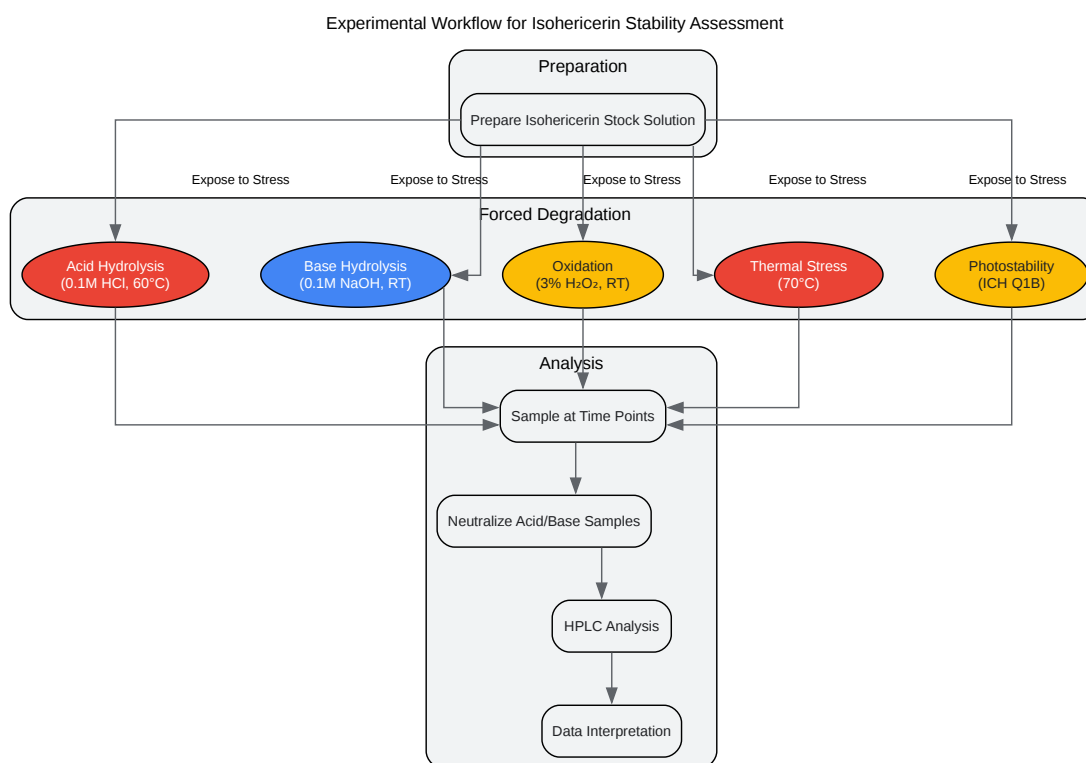 Experimental Workflow for Isohericerin Stability Assessment
Preparation
Prepare Isohericerin Stock Solution
Expose to Stress
Expose to Stress
Expose to Stress
Expose to Stress
Expose to Stress
Forced Degradation
Acid Hydrolysis
(0.1M HCl, 60°C)
Base Hydrolysis
(0.1M NaOH, RT)
Oxidation
(3% H₂O₂, RT)
Thermal Stress
(70°C)
Photostability
(ICH Q1B)
Analysis
Sample at Time Points
Neutralize Acid/Base Samples
HPLC Analysis
Data Interpretation